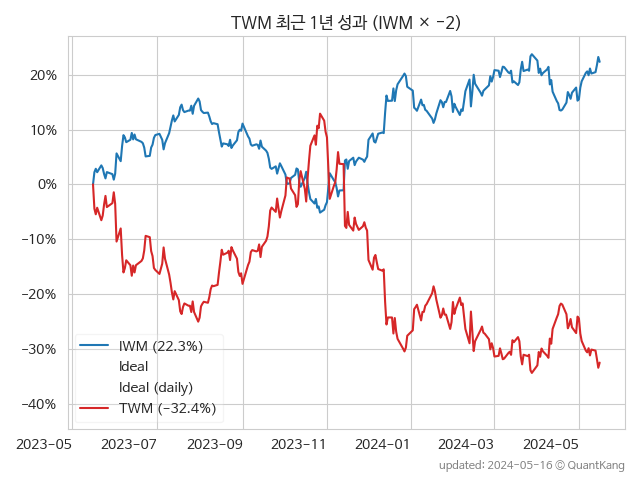 TWM 최근 1년 성과 (IWM × −2)
20%
10%
0%
−10%
−20%
−30%
−40%
IWM (22.3%)
Ideal
Ideal (daily)
TWM (−32.4%)
2023-05
2023-07
2023-09
2023-11
2024-01
2024-03
2024-05
updated: 2024-05-16 © QuantKang